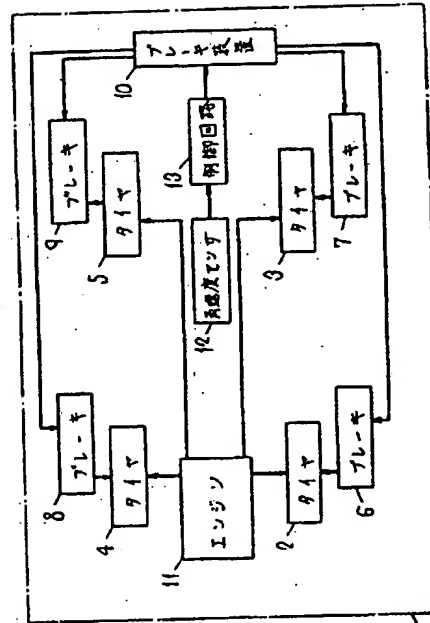 6
ブレーキ
2
タイヤ
11
エンジン
4
タイヤ
8
ブレーキ
12
角速度センサ
7
ブレーキ
3
タイヤ
13
制御回路
5
タイヤ
9
ブレーキ
10
ブレーキ装置